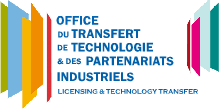 OFFICE
DU TRANSFERT
DE TECHNOLOGIE
& DES PARTENARIATS
INDUSTRIELS
LICENSING & TECHNOLOGY TRANSFER